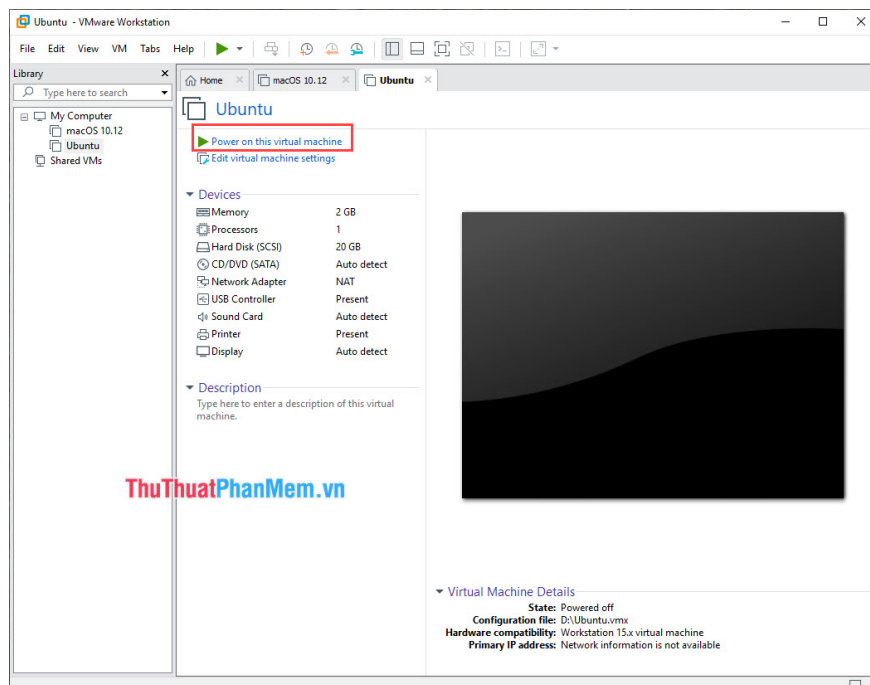 Ubuntu - VMware Workstation
File Edit View VM Tabs Help
Library
Type here to search
My Computer
macOS 10.12
Ubuntu
Shared VMs
Home
macOS 10.12
Ubuntu
Ubuntu
Power on this virtual machine
Edit virtual machine settings
Devices
Memory 2 GB
Processors 1
Hard Disk (SCSI) 20 GB
CD/DVD (SATA) Auto detect
Network Adapter NAT
USB Controller Present
Sound Card Auto detect
Printer Present
Display Auto detect
Description
Type here to enter a description of this virtual
machine.
ThuThuatPhanMem.vn
Virtual Machine Details
State: Powered off
Configuration file: D:\Ubuntu.vmx
Hardware compatibility: Workstation 15.x virtual machine
Primary IP address: Network information is not available